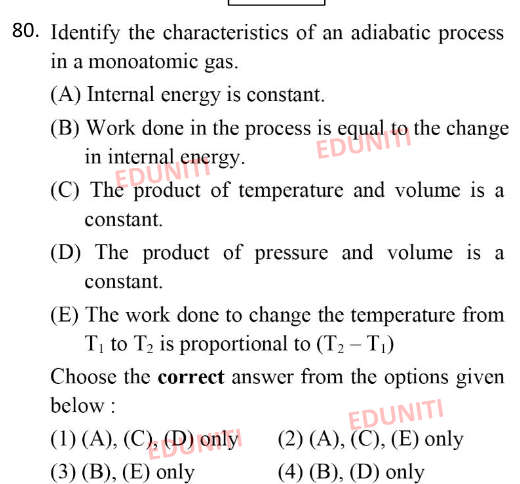 80. Identify the characteristics of an adiabatic process
in a monoatomic gas.
(A) Internal energy is constant.
(B) Work done in the process is equal to the change
in internal energy.
EDUNITI
EDUNITI
(C) The product of temperature and volume is a
constant.
(D) The product of pressure and volume is a
constant.
(E) The work done to change the temperature from
T₁ to T₂ is proportional to (T₂ – T₁)
Choose the correct answer from the options given
below :
EDUNITI
(1) (A), (C), (D) only (2) (A), (C), (E) only
EDUNITI
(3) (B), (E) only (4) (B), (D) only